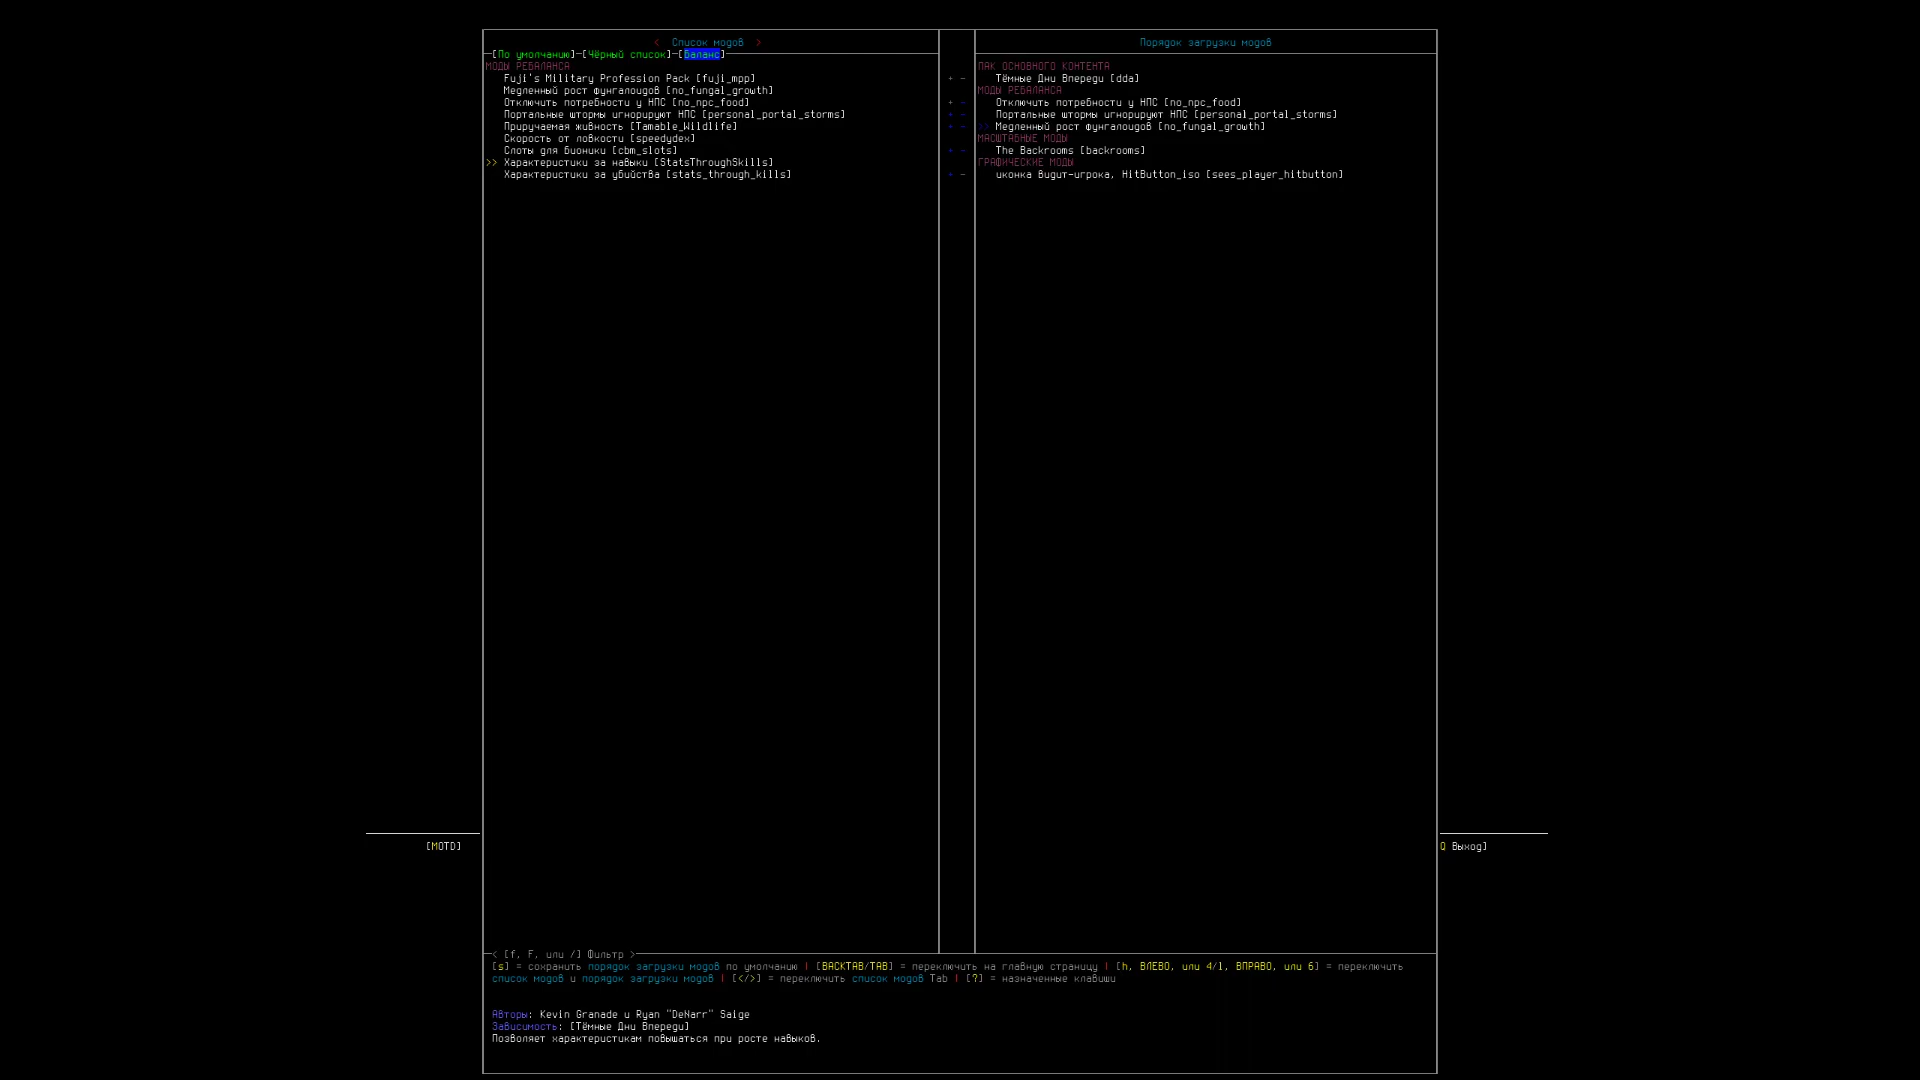 < Список модов >
[По умолчанию]-[Чёрный список]-[баланс]
МОДЫ РЕБАЛАНСА
Fuji's Military Profession Pack [fuji_mpp]
Медленный рост фунгалоидов [no_fungal_growth]
Отключить потребности у НПС [no_npc_food]
Портальные штормы игнорируют НПС [personal_portal_storms]
Приручаемая живность [Tamable_Wildlife]
Скорость от ловкости [speedydex]
Слоты для бионики [cbm_slots]
>> Характеристики за навыки [StatsThroughSkills]
Характеристики за убийства [stats_through_kills]
Порядок загрузки модов
ПАК ОСНОВНОГО КОНТЕНТА
+ - Тёмные Дни Впереди [dda]
МОДЫ РЕБАЛАНСА
+ - Отключить потребности у НПС [no_npc_food]
+ - Портальные штормы игнорируют НПС [personal_portal_storms]
+ - >> Медленный рост фунгалоидов [no_fungal_growth]
МАСШТАБНЫЕ МОДЫ
+ - The Backrooms [backrooms]
ГРАФИЧЕСКИЕ МОДЫ
+ - иконка видит-игрока, HitButton_iso [sees_player_hitbutton]
[MOTD]
Q Выход]
< [f, F, или /] Фильтр >
[s] = сохранить порядок загрузки модов по умолчанию | [BACKTAB/TAB] = переключить на главную страницу | [h, ВЛЕВО, или 4/l, ВПРАВО, или 6] = переключить
список модов и порядок загрузки модов | [</>] = переключить список модов Tab | [?] = назначенные клавиши
Авторы: Kevin Granade и Ryan "DeNarr" Saige
Зависимость: [Тёмные Дни Впереди]
Позволяет характеристикам повышаться при росте навыков.